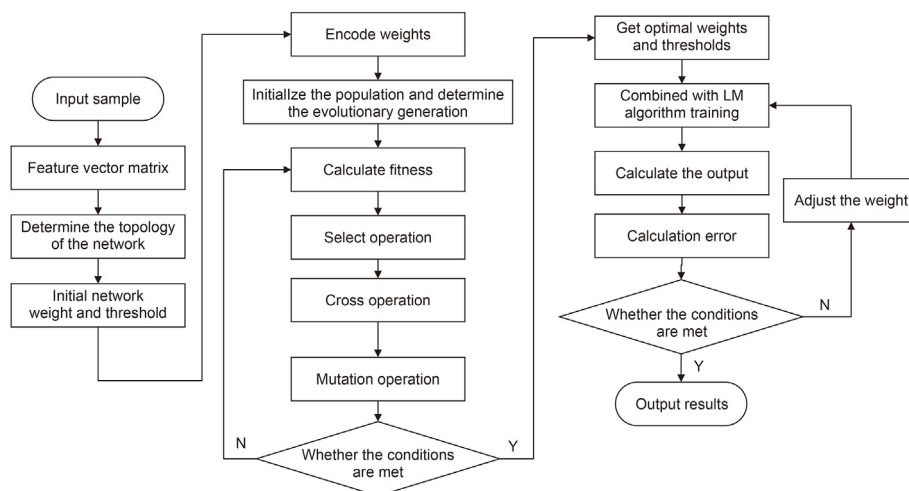 Input sample
Feature vector matrix
Determine the topology
of the network
Initial network
weight and threshold
Encode weights
Initialize the population and determine
the evolutionary generation
Calculate fitness
Select operation
Cross operation
Mutation operation
N
Y
Whether the conditions
are met
Get optimal weights
and thresholds
Combined with LM
algorithm training
Calculate the output
Adjust the weight
Calculation error
Whether the conditions
are met
N
Y
Output results